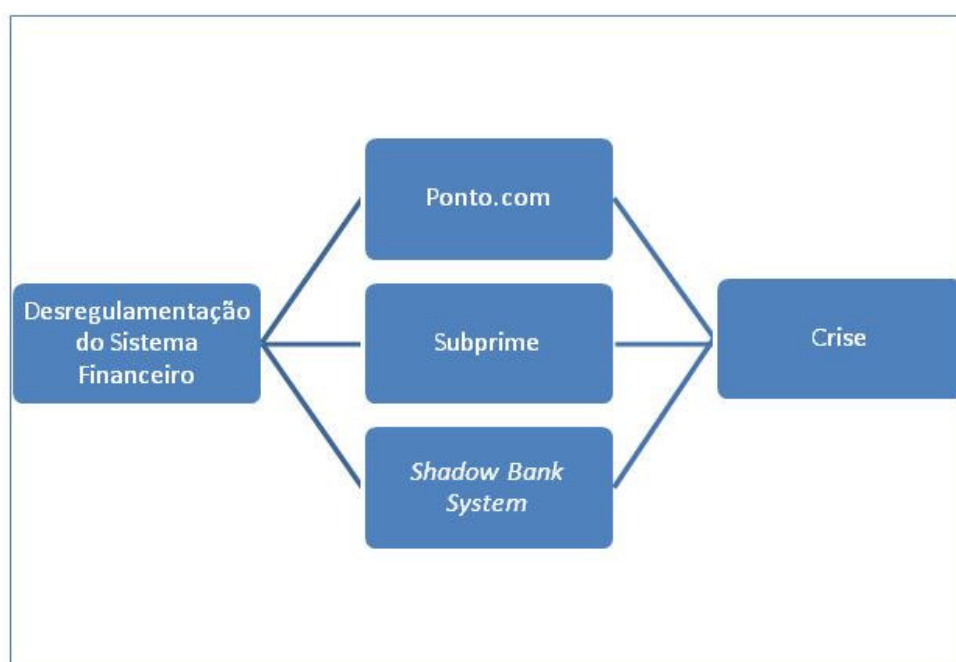 Ponto.com
Desregulamentação
do Sistema
Financeiro
Subprime
Crise
Shadow Bank
System